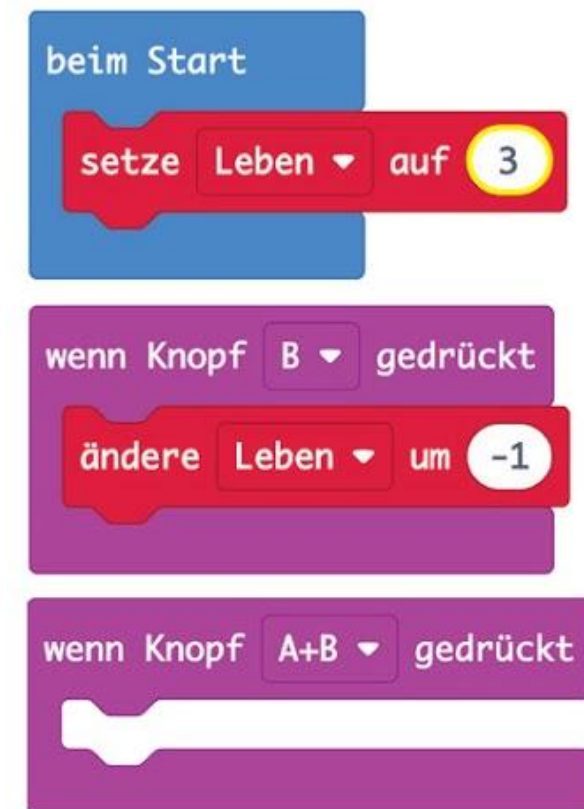 beim Start
setze Leben auf 3
wenn Knopf B gedrückt
ändere Leben um -1
wenn Knopf A+B gedrückt